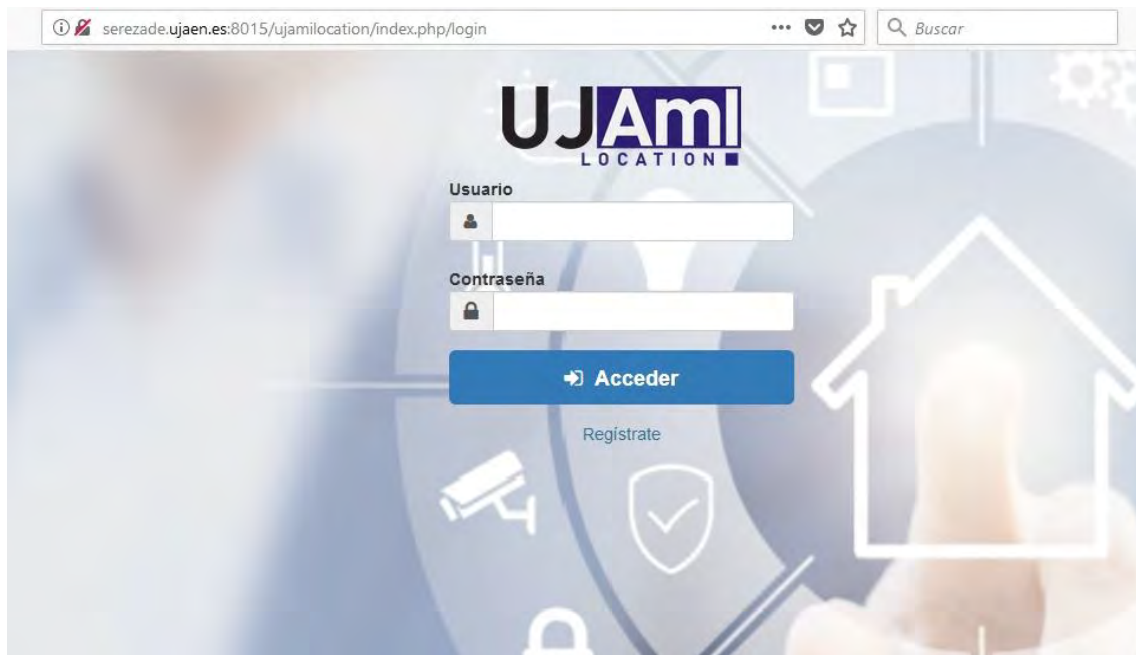 serezade.ujaen.es:8015/ujamilocation/index.php/login
Buscar
UJAmI
LOCATION
Usuario
Contraseña
Acceder
Regístrate